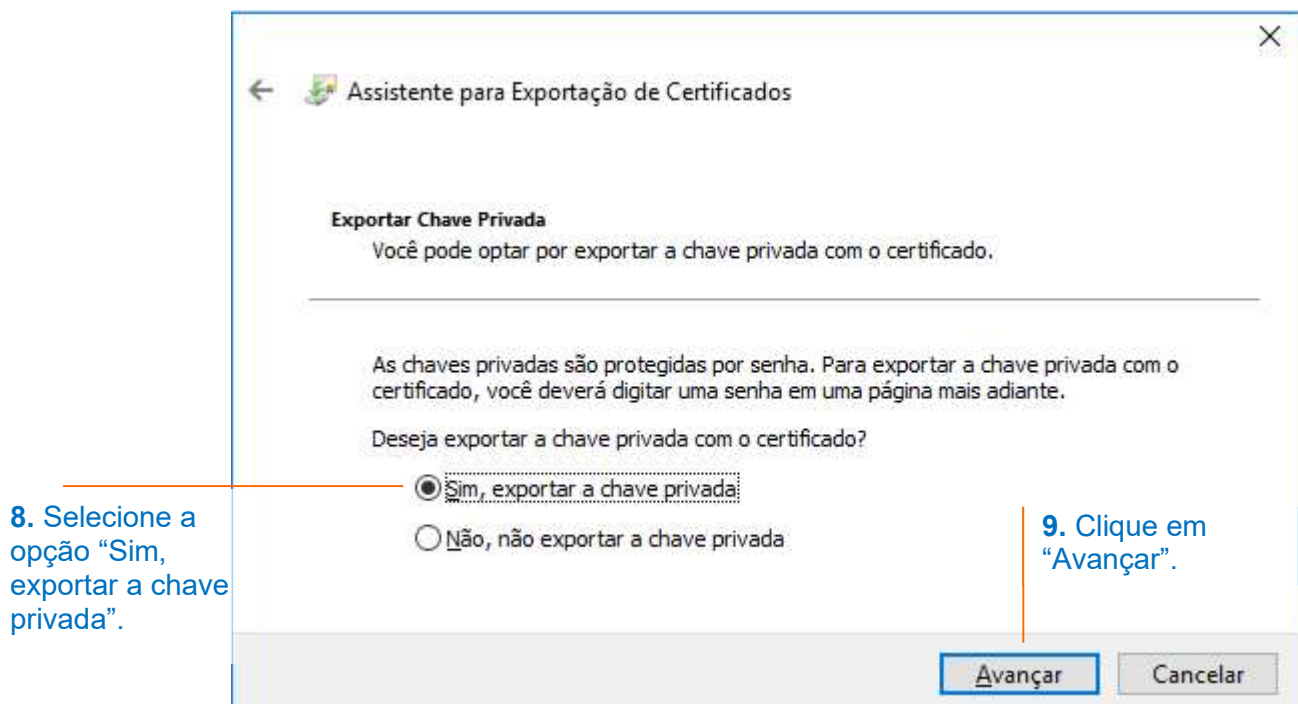 Assistente para Exportação de Certificados
Exportar Chave Privada
Você pode optar por exportar a chave privada com o certificado.
As chaves privadas são protegidas por senha. Para exportar a chave privada com o
certificado, você deverá digitar uma senha em uma página mais adiante.
Deseja exportar a chave privada com o certificado?
Sim, exportar a chave privada
Não, não exportar a chave privada
8. Selecione a
opção “Sim,
exportar a chave
privada”.
9. Clique em
“Avançar”.
Avançar
Cancelar